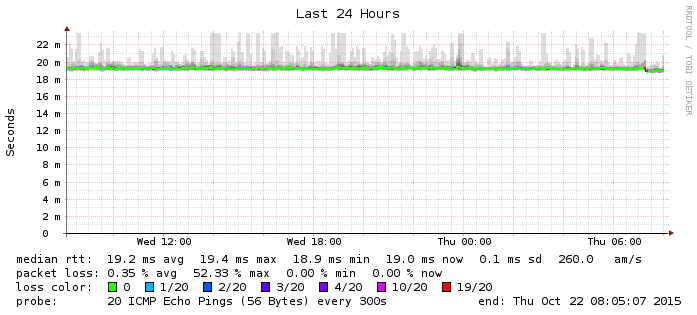 Last 24 Hours
RRDTOOL / TOBI OETIKER
Seconds
22 m
20 m
18 m
16 m
14 m
12 m
10 m
8 m
6 m
4 m
2 m
0
Wed 12:00 Wed 18:00 Thu 00:00 Thu 06:00
median rtt: 19.2 ms avg 19.4 ms max 18.9 ms min 19.0 ms now 0.1 ms sd 260.0 am/s
packet loss: 0.35 % avg 52.33 % max 0.00 % min 0.00 % now
loss color: 0 1/20 2/20 3/20 4/20 10/20 19/20
probe: 20 ICMP Echo Pings (56 Bytes) every 300s end: Thu Oct 22 08:05:07 2015